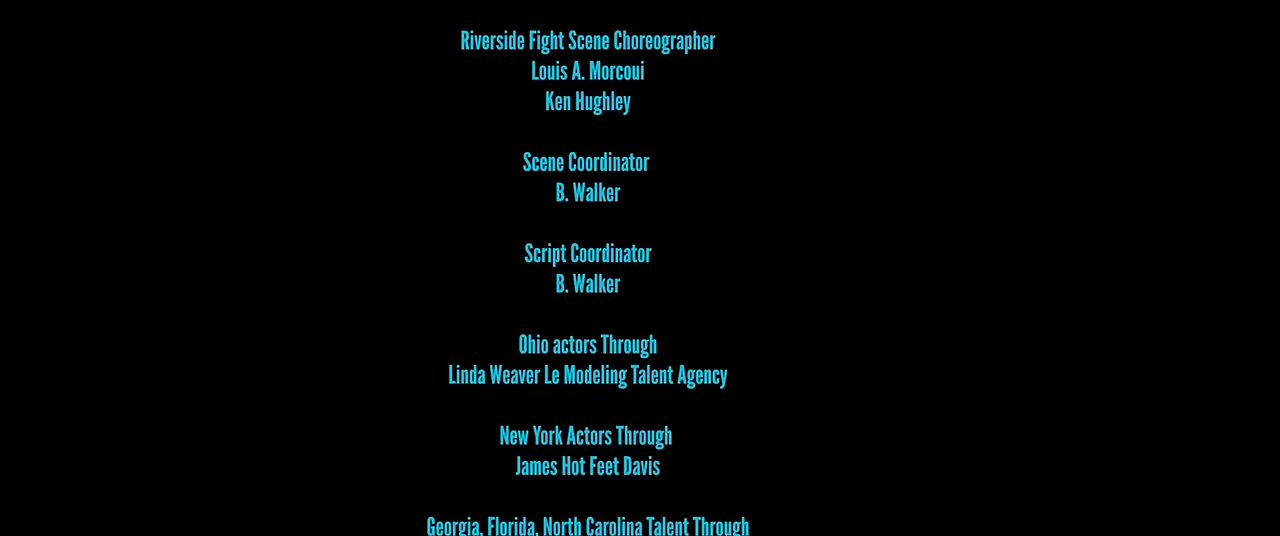 Riverside Fight Scene Choreographer
Louis A. Morcoui
Ken Hughley
Scene Coordinator
B. Walker
Script Coordinator
B. Walker
Ohio actors Through
Linda Weaver Le Modeling Talent Agency
New York Actors Through
James Hot Feet Davis
Georgia, Florida, North Carolina Talent Through